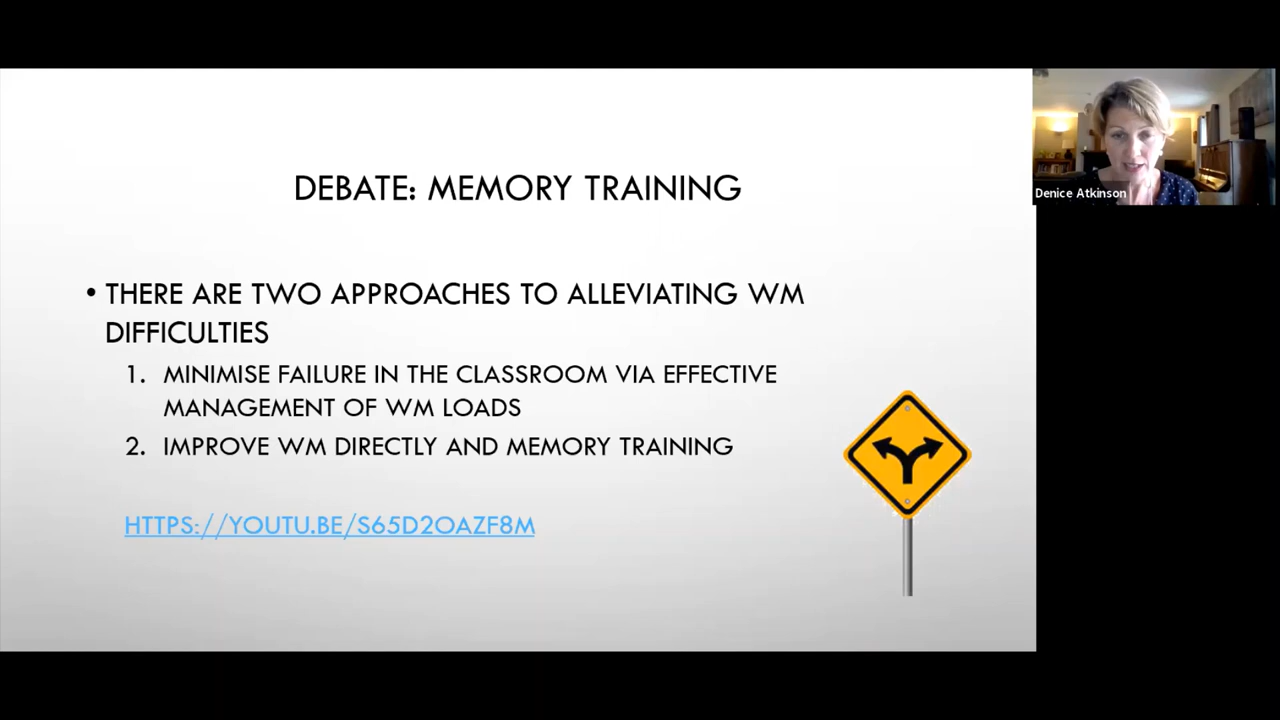 DEBATE: MEMORY TRAINING
• THERE ARE TWO APPROACHES TO ALLEVIATING WM
DIFFICULTIES
1. MINIMISE FAILURE IN THE CLASSROOM VIA EFFECTIVE
MANAGEMENT OF WM LOADS
2. IMPROVE WM DIRECTLY AND MEMORY TRAINING
HTTPS://YOUTU.BE/S65D2OAZF8M
Denice Atkinson